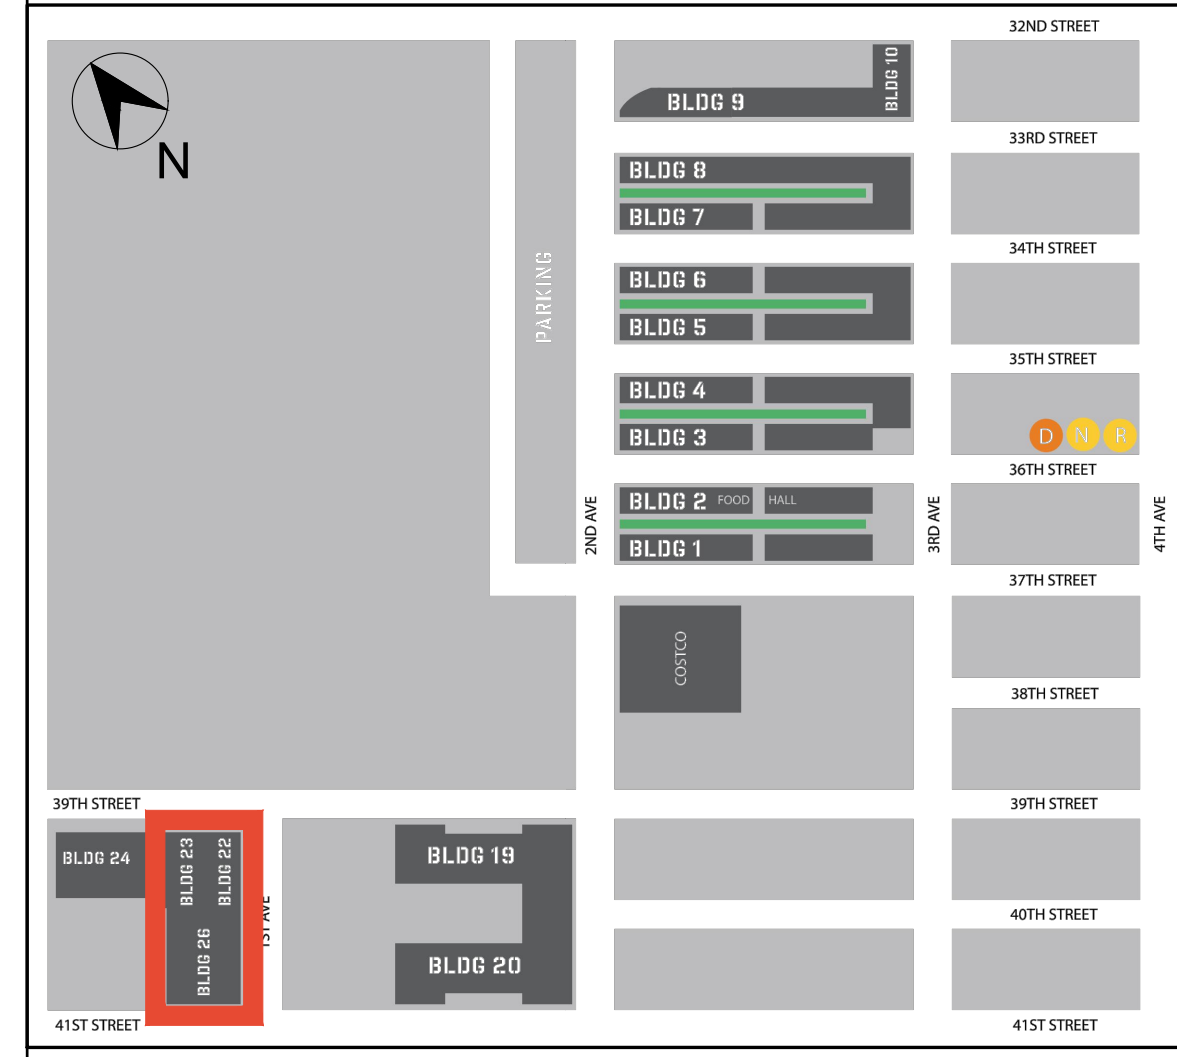 32ND STREET
N
BLDG 9
BLDG 10
33RD STREET
BLDG 8
BLDG 7
34TH STREET
PARKING
BLDG 6
BLDG 5
35TH STREET
BLDG 4
BLDG 3
D N R
36TH STREET
2ND AVE
BLDG 2 FOOD HALL
BLDG 1
3RD AVE
4TH AVE
37TH STREET
COSTCO
38TH STREET
39TH STREET
39TH STREET
BLDG 24
BLDG 23
BLDG 22
BLDG 26
1ST AVE
BLDG 19
BLDG 20
40TH STREET
41ST STREET
41ST STREET